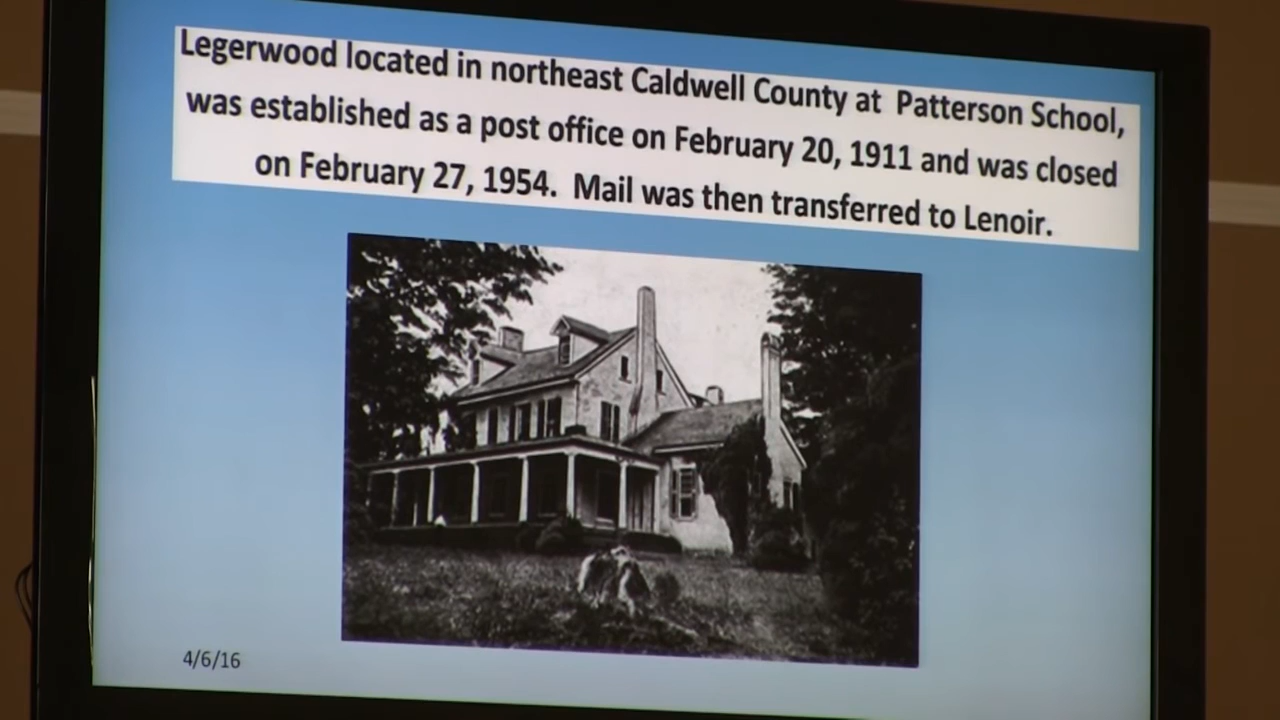 Legerwood located in northeast Caldwell County at Patterson School,
was established as a post office on February 20, 1911 and was closed
on February 27, 1954. Mail was then transferred to Lenoir.
4/6/16